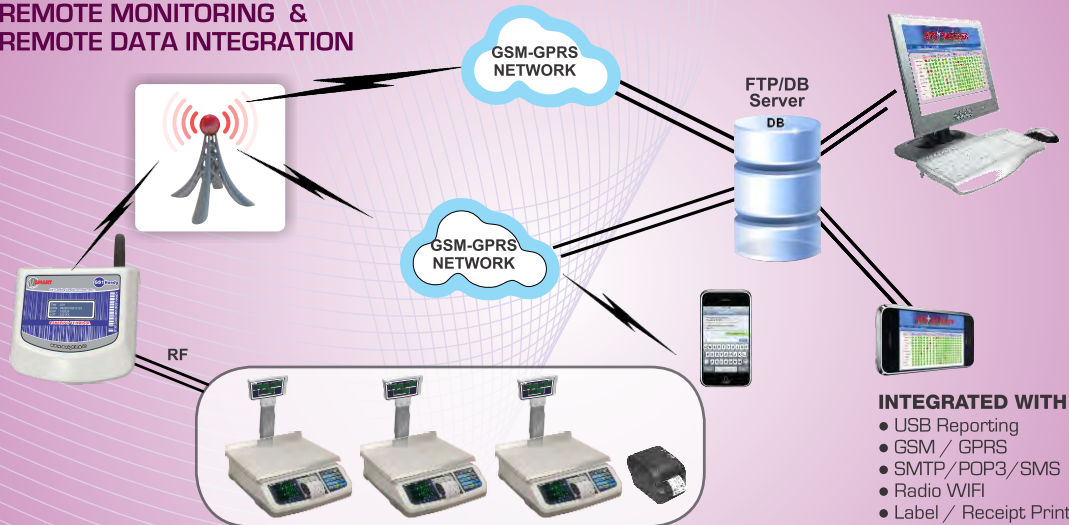 REMOTE MONITORING &
REMOTE DATA INTEGRATION
GSM-GPRS
NETWORK
FTP/DB
Server
DB
GSM-GPRS
NETWORK
RF
INTEGRATED WITH
● USB Reporting
● GSM / GPRS
● SMTP/POP3/SMS
● Radio WIFI
● Label / Receipt Print